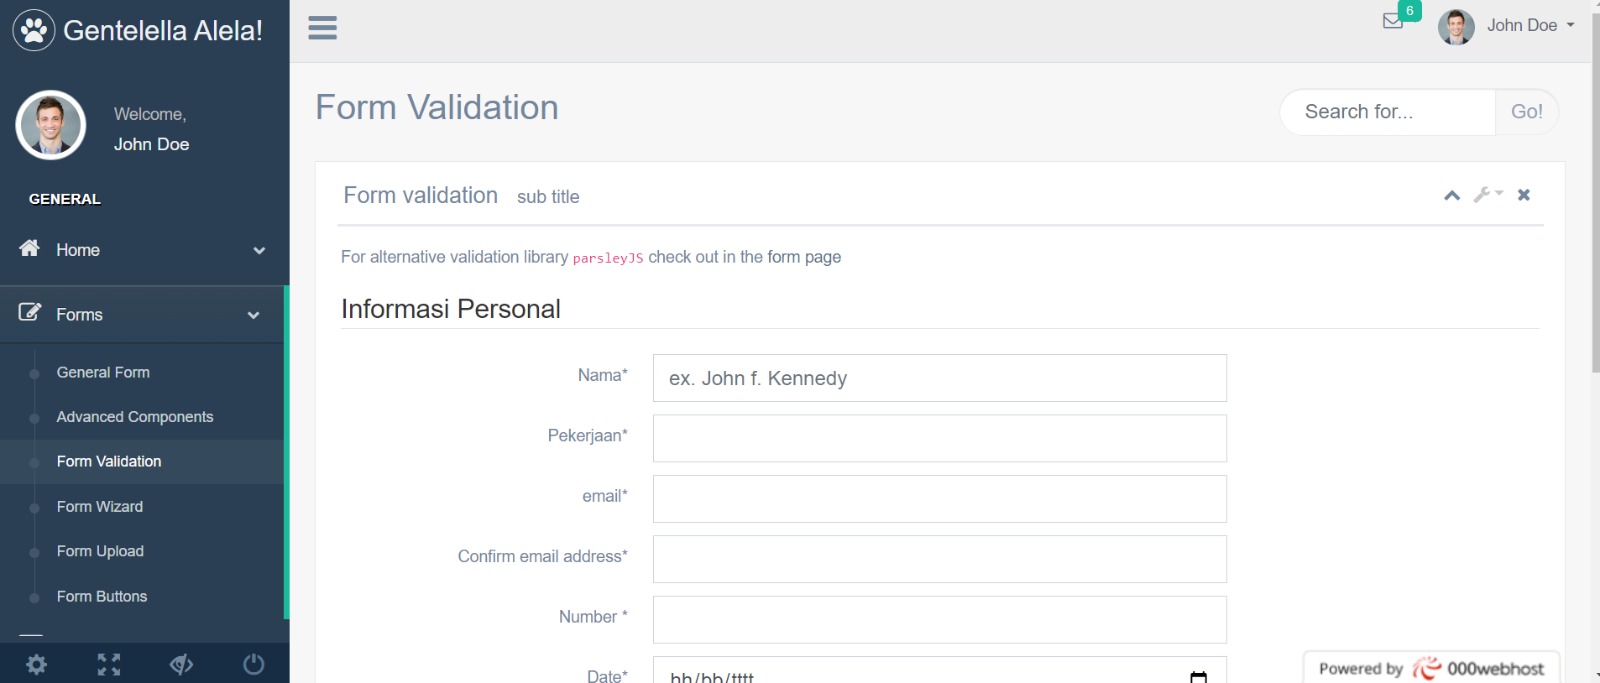 Gentelella Alela!
Welcome,
John Doe
GENERAL
Home
Forms
General Form
Advanced Components
Form Validation
Form Wizard
Form Upload
Form Buttons
6
John Doe
Form Validation
Search for...
Go!
Form validation sub title
For alternative validation library parsleyJS check out in the form page
Informasi Personal
Nama*
ex. John f. Kennedy
Pekerjaan*
email*
Confirm email address*
Number *
Date*
hh/bb/tttt
Powered by 000webhost